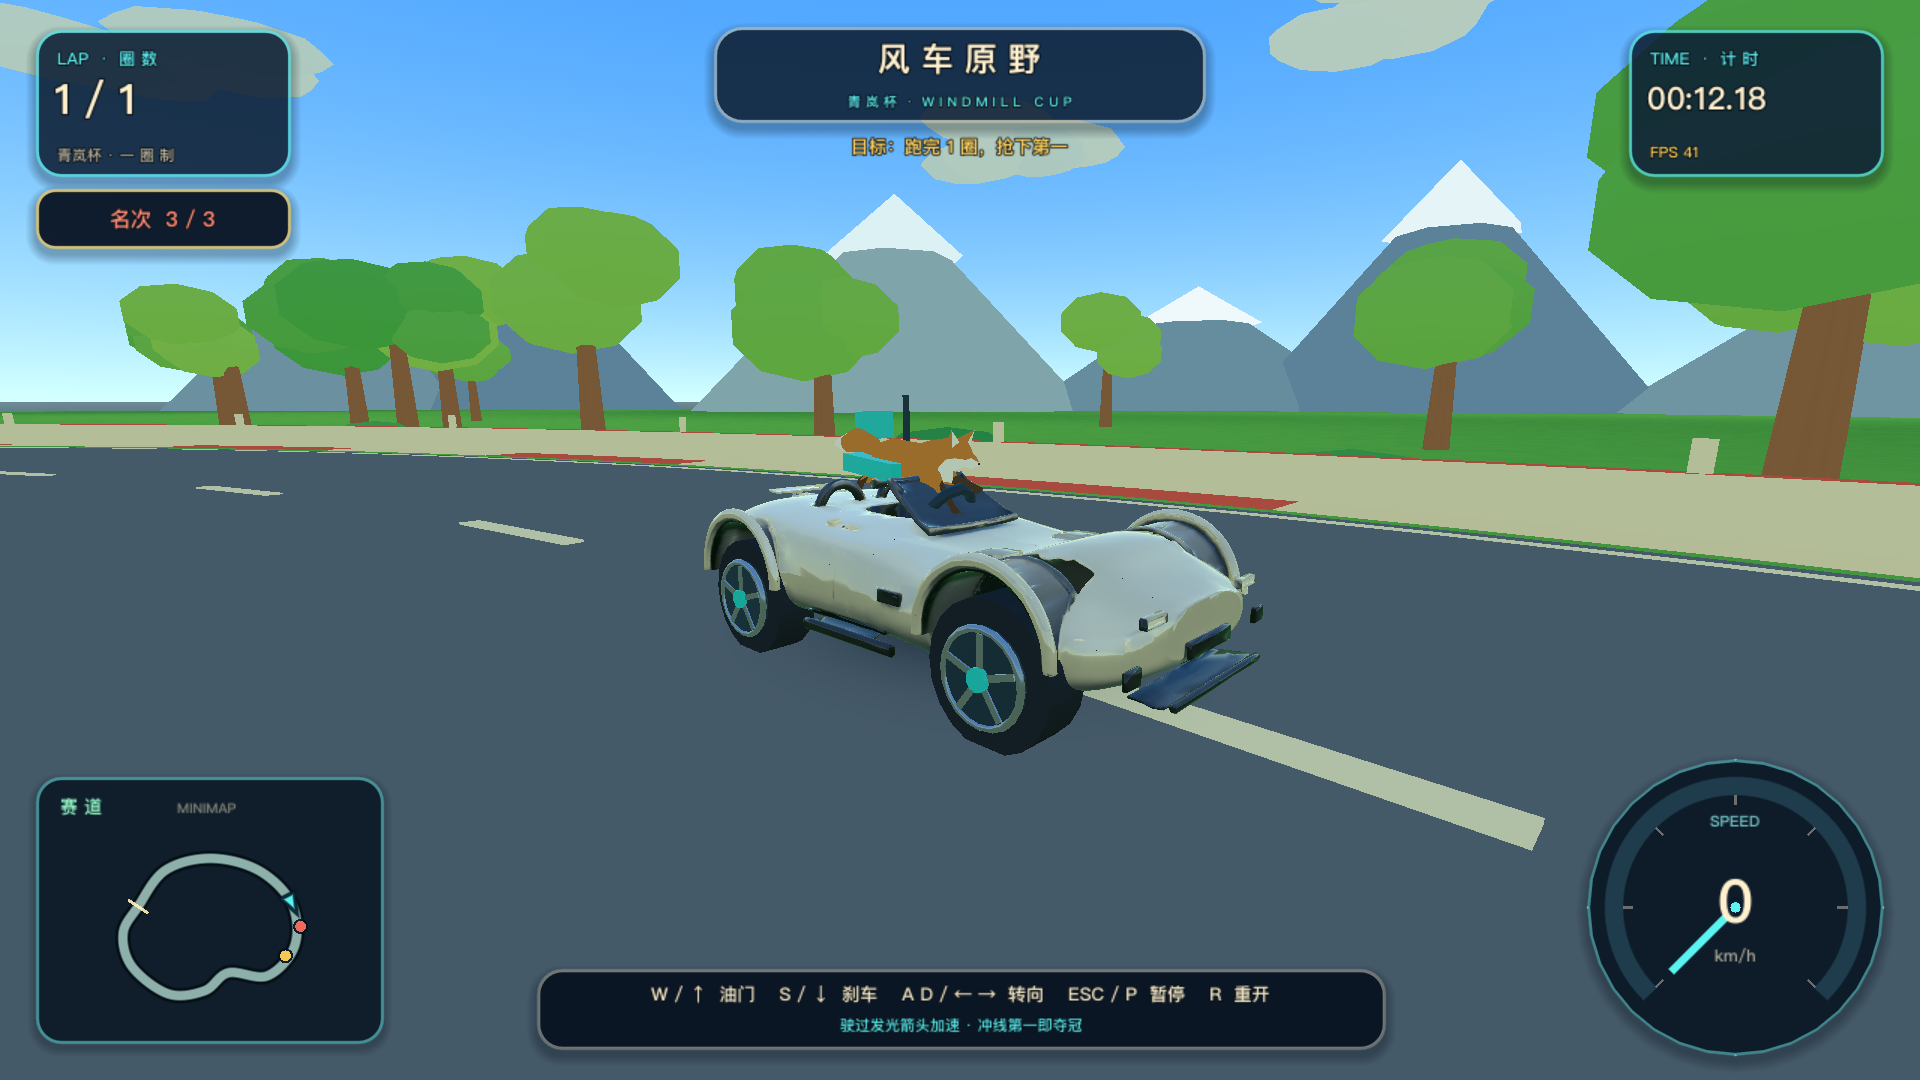 LAP · 圈数
1 / 1
青岚杯 · 一圈制
名次 3 / 3
风车原野
青岚杯 · WINDMILL CUP
目标：跑完 1 圈，抢下第一
TIME · 计时
00:12.18
FPS 41
赛道 MINIMAP
SPEED
0
km/h
W / ↑ 油门 S / ↓ 刹车 A D / ←→ 转向 ESC / P 暂停 R 重开
驶过发光箭头加速 · 冲线第一即夺冠